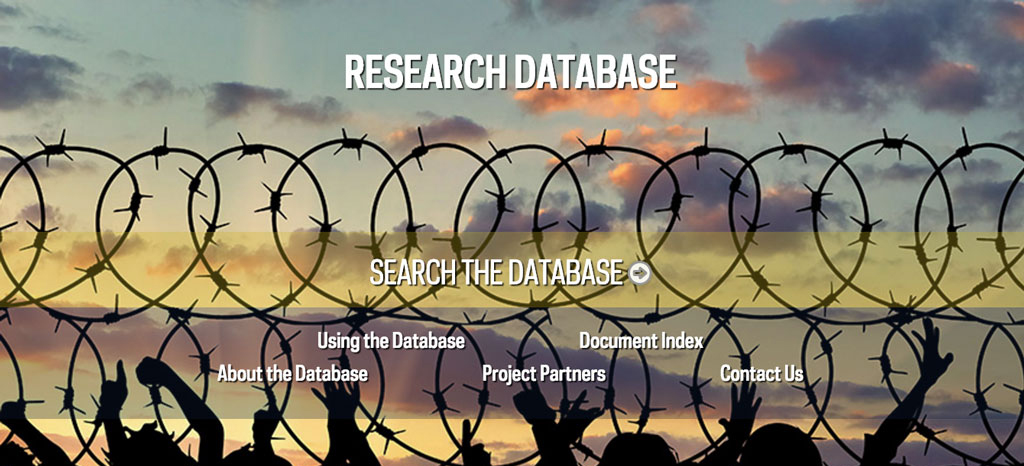 RESEARCH DATABASE
SEARCH THE DATABASE
Using the Database Document Index
About the Database Project Partners Contact Us